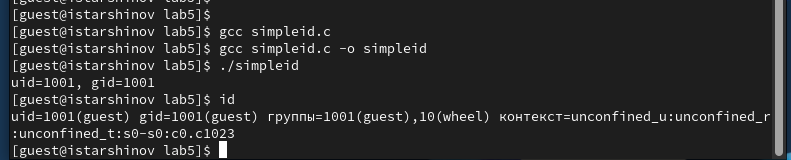 [guest@istarshinov lab5]$
[guest@istarshinov lab5]$
[guest@istarshinov lab5]$ gcc simpleid.c
[guest@istarshinov lab5]$ gcc simpleid.c -o simpleid
[guest@istarshinov lab5]$ ./simpleid
uid=1001, gid=1001
[guest@istarshinov lab5]$ id
uid=1001(guest) gid=1001(guest) группы=1001(guest),10(wheel) контекст=unconfined_u:unconfined_r
:unconfined_t:s0-s0:c0.c1023
[guest@istarshinov lab5]$